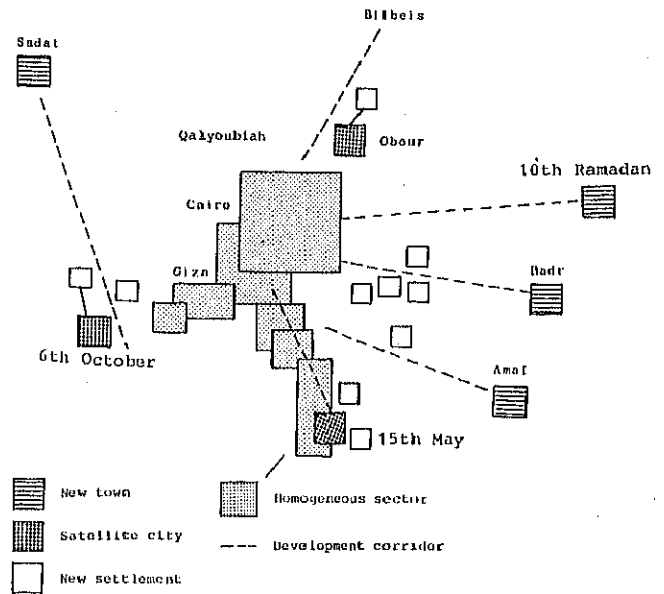 Bilbeis
Sadat
Qalyoubiah
Obour
10th Ramadan
Cairo
Giza
Badr
6th October
Amal
15th May
New town
Homogeneous sector
Satellite city
Development corridor
New settlement